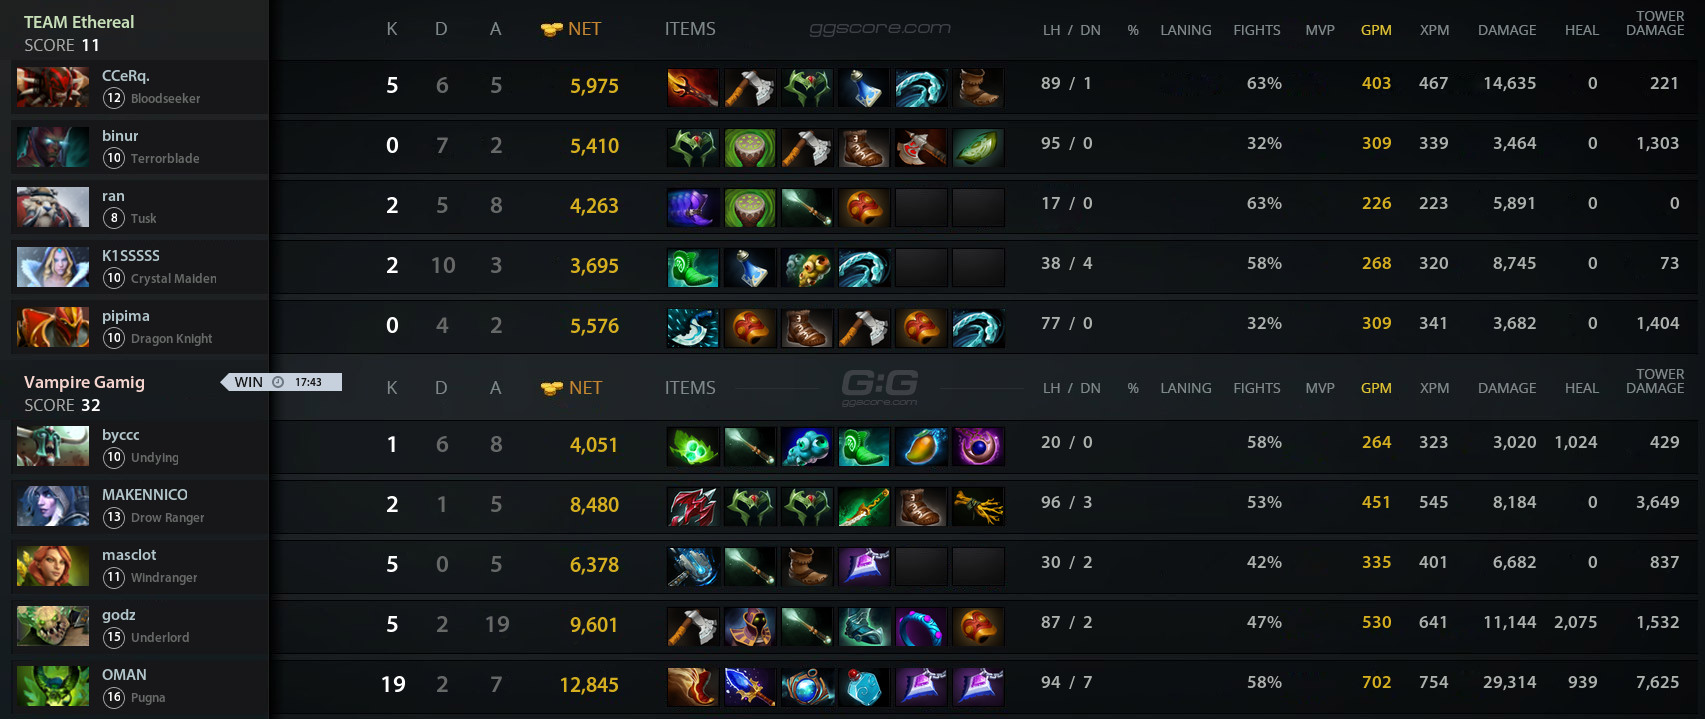 TEAM Ethereal
SCORE 11
K D A NET ITEMS ggscore.com LH / DN % LANING FIGHTS MVP GPM XPM DAMAGE HEAL TOWER DAMAGE
CCeRq.
12 Bloodseeker
5 6 5 5,975 89 / 1 63% 403 467 14,635 0 221
binur
10 Terrorblade
0 7 2 5,410 95 / 0 32% 309 339 3,464 0 1,303
ran
8 Tusk
2 5 8 4,263 17 / 0 63% 226 223 5,891 0 0
K1SSSSS
10 Crystal Maiden
2 10 3 3,695 38 / 4 58% 268 320 8,745 0 73
pipima
10 Dragon Knight
0 4 2 5,576 77 / 0 32% 309 341 3,682 0 1,404
Vampire Gamig WIN 17:43
SCORE 32
K D A NET ITEMS G:G ggscore.com LH / DN % LANING FIGHTS MVP GPM XPM DAMAGE HEAL TOWER DAMAGE
byccc
10 Undying
1 6 8 4,051 20 / 0 58% 264 323 3,020 1,024 429
MAKENNICO
13 Drow Ranger
2 1 5 8,480 96 / 3 53% 451 545 8,184 0 3,649
masclot
11 Windranger
5 0 5 6,378 30 / 2 42% 335 401 6,682 0 837
godz
15 Underlord
5 2 19 9,601 87 / 2 47% 530 641 11,144 2,075 1,532
OMAN
16 Pugna
19 2 7 12,845 94 / 7 58% 702 754 29,314 939 7,625